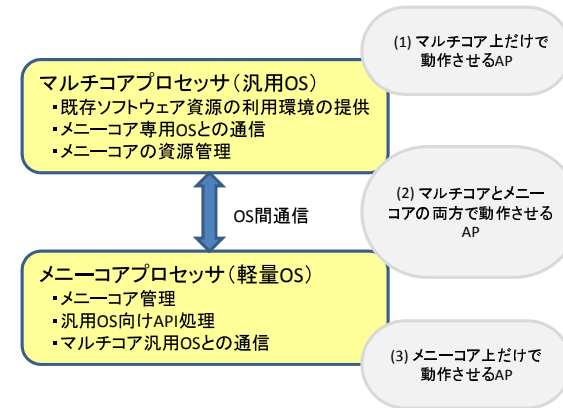 (1) マルチコア上だけで
動作させるAP
マルチコアプロセッサ(汎用OS)
・既存ソフトウェア資源の利用環境の提供
・メニーコア専用OSとの通信
・メニーコアの資源管理
OS間通信
(2) マルチコアとメニー
コアの両方で動作させる
AP
メニーコアプロセッサ(軽量OS)
・メニーコア管理
・汎用OS向けAPI処理
・マルチコア汎用OSとの通信
(3) メニーコア上だけで
動作させるAP